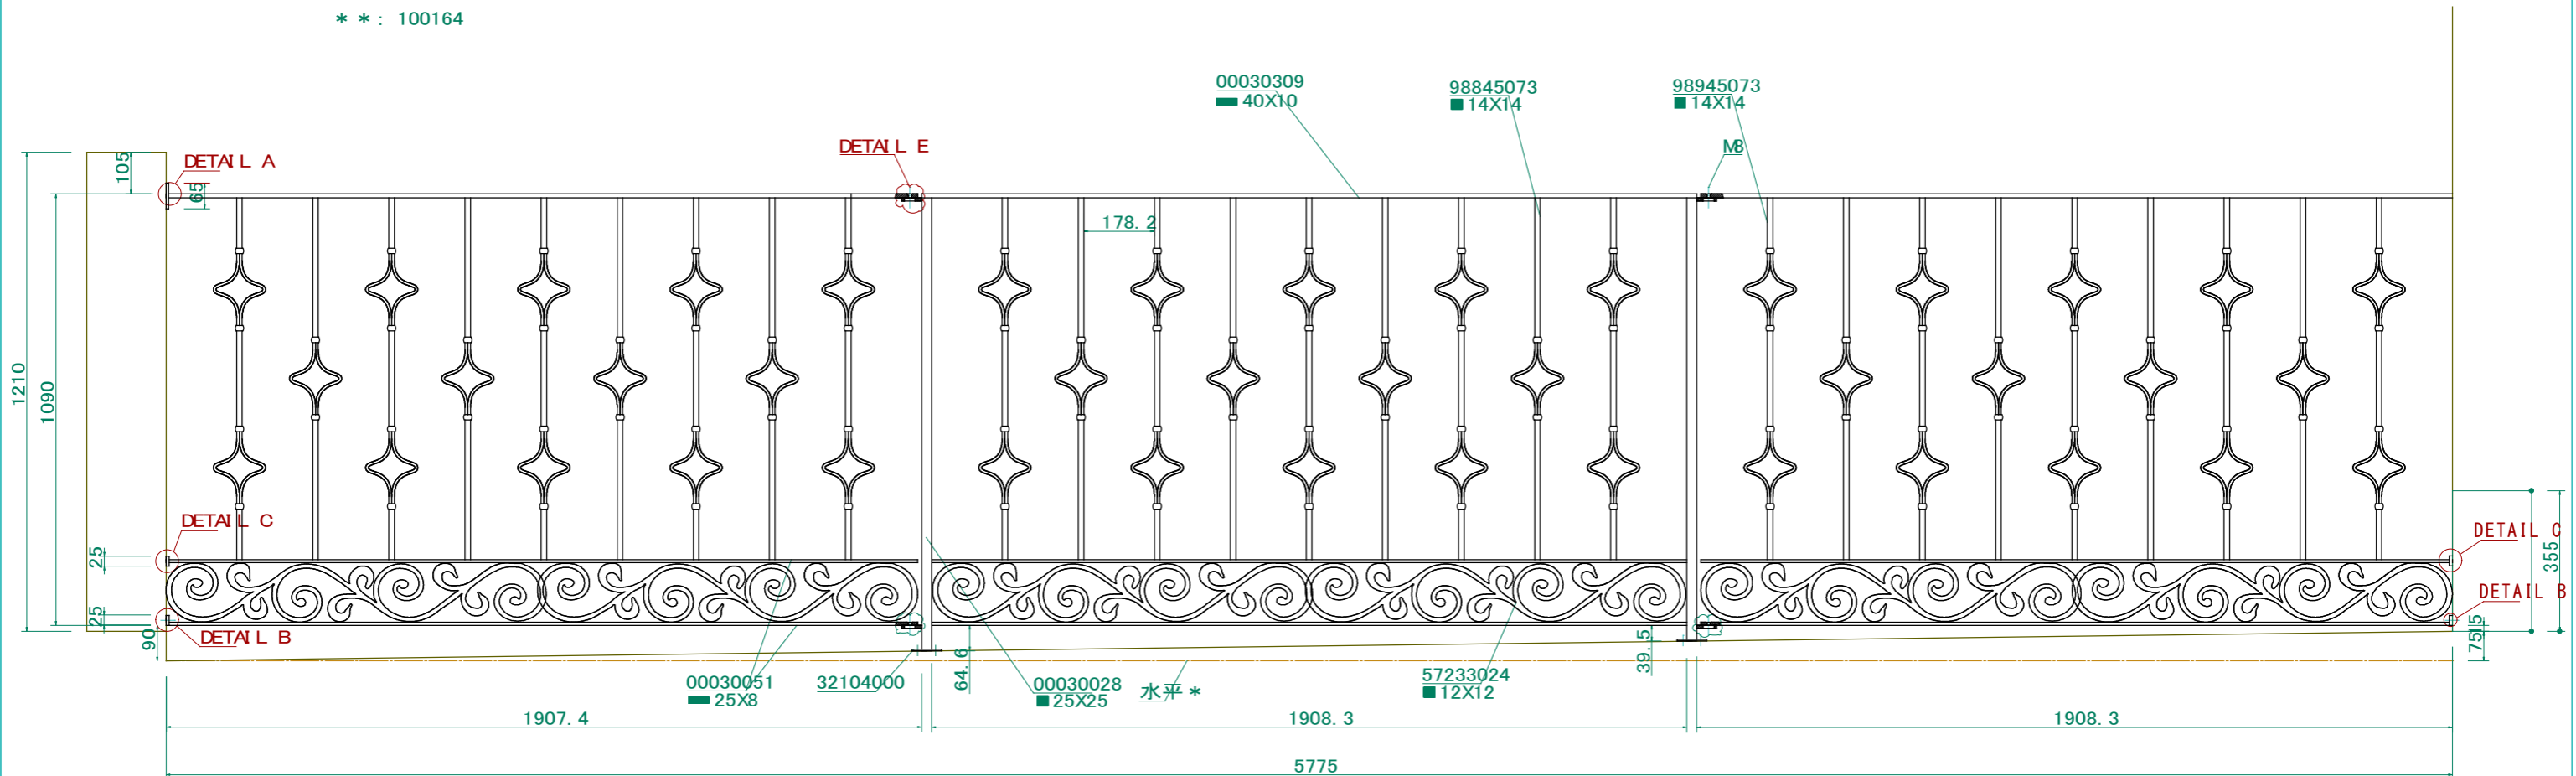 ＊＊: 100164
00030309
40X10
98845073
14X14
98945073
14X14
DETAIL A
DETAIL E
M8
105
65
178.2
1210
1090
DETAIL C
DETAIL C
25
355
25
DETAIL B
DETAIL B
90
15
75
64.6
39.5
00030051
25X8
32104000
00030028
25X25
水平＊
57233024
12X12
1907.4
1908.3
1908.3
5775